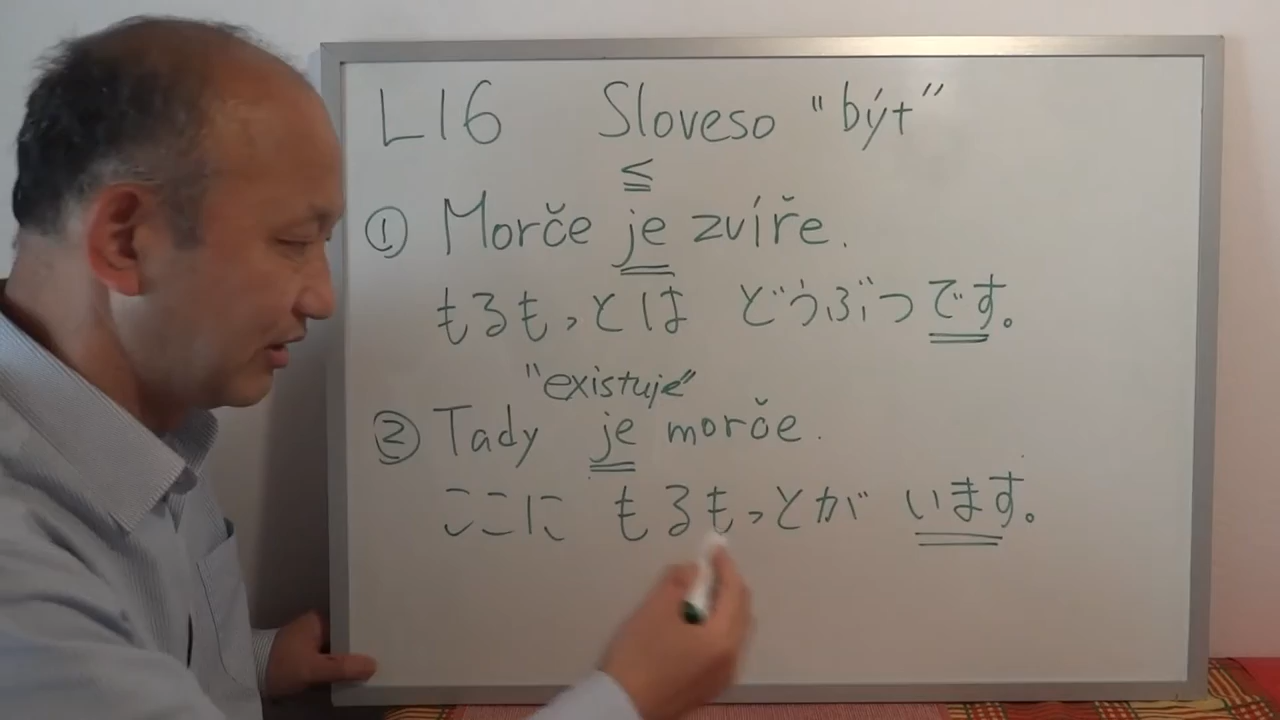 L16 Sloveso "být"
≦
① Morče je zvíře.
もるもっとは どうぶつです。
"existuje"
② Tady je morče.
ここに もるもっとが います。